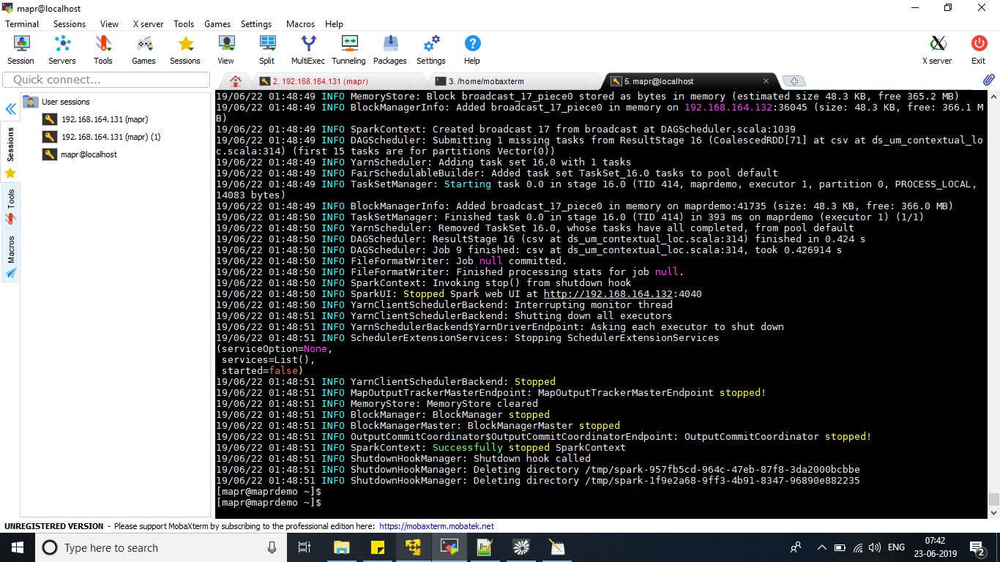 mapr@localhost
Terminal Sessions View X server Tools Games Settings Macros Help
Session Servers Tools Games Sessions View Split MultiExec Tunneling Packages Settings Help X server Exit
Quick connect...
2. 192.168.164.131 (mapr) 3. /home/mobaxterm 5. mapr@localhost
User sessions
192.168.164.131 (mapr)
192.168.164.131 (mapr) (1)
mapr@localhost
Sessions
Tools
Macros
19/06/22 01:48:49 INFO MemoryStore: Block broadcast_17_piece0 stored as bytes in memory (estimated size 48.3 KB, free 365.2 MB)
19/06/22 01:48:49 INFO BlockManagerInfo: Added broadcast_17_piece0 in memory on 192.168.164.132:36045 (size: 48.3 KB, free: 366.1 M
B)
19/06/22 01:48:49 INFO SparkContext: Created broadcast 17 from broadcast at DAGScheduler.scala:1039
19/06/22 01:48:49 INFO DAGScheduler: Submitting 1 missing tasks from ResultStage 16 (CoalescedRDD[71] at csv at ds_um_contextual_lo
c.scala:314) (first 15 tasks are for partitions Vector(0))
19/06/22 01:48:49 INFO YarnScheduler: Adding task set 16.0 with 1 tasks
19/06/22 01:48:49 INFO FairSchedulableBuilder: Added task set TaskSet_16.0 tasks to pool default
19/06/22 01:48:49 INFO TaskSetManager: Starting task 0.0 in stage 16.0 (TID 414, maprdemo, executor 1, partition 0, PROCESS_LOCAL,
14083 bytes)
19/06/22 01:48:49 INFO BlockManagerInfo: Added broadcast_17_piece0 in memory on maprdemo:41735 (size: 48.3 KB, free: 366.0 MB)
19/06/22 01:48:50 INFO TaskSetManager: Finished task 0.0 in stage 16.0 (TID 414) in 393 ms on maprdemo (executor 1) (1/1)
19/06/22 01:48:50 INFO YarnScheduler: Removed TaskSet 16.0, whose tasks have all completed, from pool default
19/06/22 01:48:50 INFO DAGScheduler: ResultStage 16 (csv at ds_um_contextual_loc.scala:314) finished in 0.424 s
19/06/22 01:48:50 INFO DAGScheduler: Job 9 finished: csv at ds_um_contextual_loc.scala:314, took 0.426914 s
19/06/22 01:48:50 INFO FileFormatWriter: Job null committed.
19/06/22 01:48:50 INFO FileFormatWriter: Finished processing stats for job null.
19/06/22 01:48:50 INFO SparkContext: Invoking stop() from shutdown hook
19/06/22 01:48:50 INFO SparkUI: Stopped Spark web UI at http://192.168.164.132:4040
19/06/22 01:48:50 INFO YarnClientSchedulerBackend: Interrupting monitor thread
19/06/22 01:48:51 INFO YarnClientSchedulerBackend: Shutting down all executors
19/06/22 01:48:51 INFO YarnSchedulerBackend$YarnDriverEndpoint: Asking each executor to shut down
19/06/22 01:48:51 INFO SchedulerExtensionServices: Stopping SchedulerExtensionServices
(serviceOption=None,
services=List(),
started=false)
19/06/22 01:48:51 INFO YarnClientSchedulerBackend: Stopped
19/06/22 01:48:51 INFO MapOutputTrackerMasterEndpoint: MapOutputTrackerMasterEndpoint stopped!
19/06/22 01:48:51 INFO MemoryStore: MemoryStore cleared
19/06/22 01:48:51 INFO BlockManager: BlockManager stopped
19/06/22 01:48:51 INFO BlockManagerMaster: BlockManagerMaster stopped
19/06/22 01:48:51 INFO OutputCommitCoordinator$OutputCommitCoordinatorEndpoint: OutputCommitCoordinator stopped!
19/06/22 01:48:51 INFO SparkContext: Successfully stopped SparkContext
19/06/22 01:48:51 INFO ShutdownHookManager: Shutdown hook called
19/06/22 01:48:51 INFO ShutdownHookManager: Deleting directory /tmp/spark-957fb5cd-964c-47eb-87f8-3da2000bcbbe
19/06/22 01:48:51 INFO ShutdownHookManager: Deleting directory /tmp/spark-1f9e2a68-9ff3-4b91-8347-96890e882235
[mapr@maprdemo ~]$
[mapr@maprdemo ~]$
UNREGISTERED VERSION - Please support MobaXterm by subscribing to the professional edition here: https://mobaxterm.mobatek.net
Type here to search
ENG
07:42
23-06-2019
2